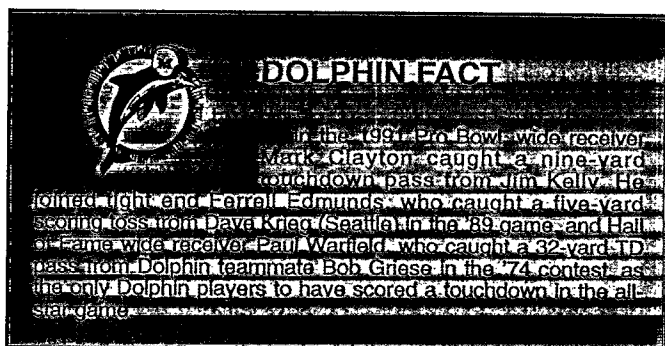 DOLPHIN FACT
In the 1991 Pro Bowl, wide receiver
Mark Clayton caught a nine-yard
touchdown pass from Jim Kelly. He
joined tight end Ferrell Edmunds, who caught a five-yard
scoring toss from Dave Krieg (Seattle) in the '89 game, and Hall
of Fame wide receiver Paul Warfield, who caught a 32-yard TD
pass from Dolphin teammate Bob Griese in the '74 contest, as
the only Dolphin players to have scored a touchdown in the all-
star game.